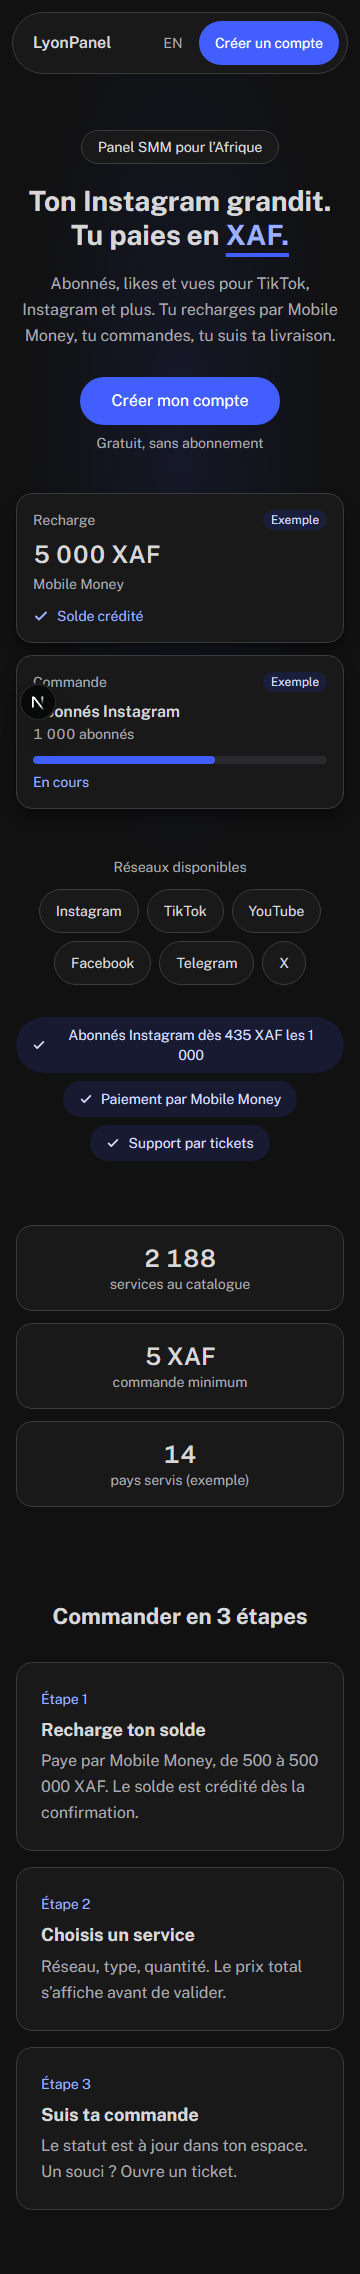 LyonPanel
EN
Créer un compte
Panel SMM pour l'Afrique
Ton Instagram grandit.
Tu paies en XAF.
Abonnés, likes et vues pour TikTok,
Instagram et plus. Tu recharges par Mobile
Money, tu commandes, tu suis ta livraison.
Créer mon compte
Gratuit, sans abonnement
Recharge
Exemple
5 000 XAF
Mobile Money
Solde crédité
Commande
Exemple
N
onnés Instagram
1 000 abonnés
En cours
Réseaux disponibles
Instagram
TikTok
YouTube
Facebook
Telegram
X
Abonnés Instagram dès 435 XAF les 1
000
Paiement par Mobile Money
Support par tickets
2 188
services au catalogue
5 XAF
commande minimum
14
pays servis (exemple)
Commander en 3 étapes
Étape 1
Recharge ton solde
Paye par Mobile Money, de 500 à 500
000 XAF. Le solde est crédité dès la
confirmation.
Étape 2
Choisis un service
Réseau, type, quantité. Le prix total
s'affiche avant de valider.
Étape 3
Suis ta commande
Le statut est à jour dans ton espace.
Un souci ? Ouvre un ticket.